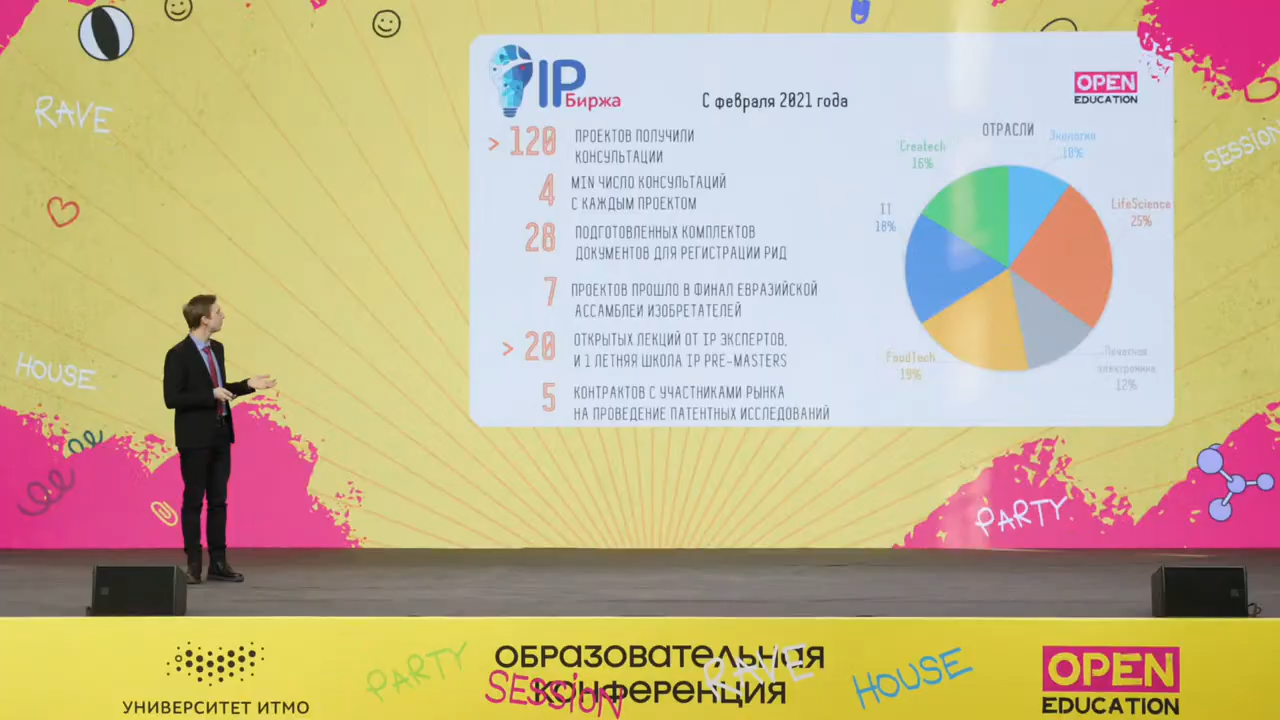 RAVE
SESSION
HOUSE
PARTY
IP
Биржа
С февраля 2021 года
OPEN
EDUCATION
> 120 ПРОЕКТОВ ПОЛУЧИЛИ
КОНСУЛЬТАЦИИ
4 MIN ЧИСЛО КОНСУЛЬТАЦИЙ
С КАЖДЫМ ПРОЕКТОМ
28 ПОДГОТОВЛЕННЫХ КОМПЛЕКТОВ
ДОКУМЕНТОВ ДЛЯ РЕГИСТРАЦИИ РИД
7 ПРОЕКТОВ ПРОШЛО В ФИНАЛ ЕВРАЗИЙСКОЙ
АССАМБЛЕИ ИЗОБРЕТАТЕЛЕЙ
> 20 ОТКРЫТЫХ ЛЕКЦИЙ ОТ IP ЭКСПЕРТОВ,
И 1 ЛЕТНЯЯ ШКОЛА IP PRE-MASTERS
5 КОНТРАКТОВ С УЧАСТНИКАМИ РЫНКА
НА ПРОВЕДЕНИЕ ПАТЕНТНЫХ ИССЛЕДОВАНИЙ
ОТРАСЛИ
Экология
10%
Createch
16%
LifeScience
25%
IT
18%
FoodTech
19%
Печатная
электроника
12%
УНИВЕРСИТЕТ ИТМО
PARTY
ОБРАЗОВАТЕЛЬНАЯ
КОНФЕРЕНЦИЯ
SESSION
RAVE
HOUSE
OPEN
EDUCATION